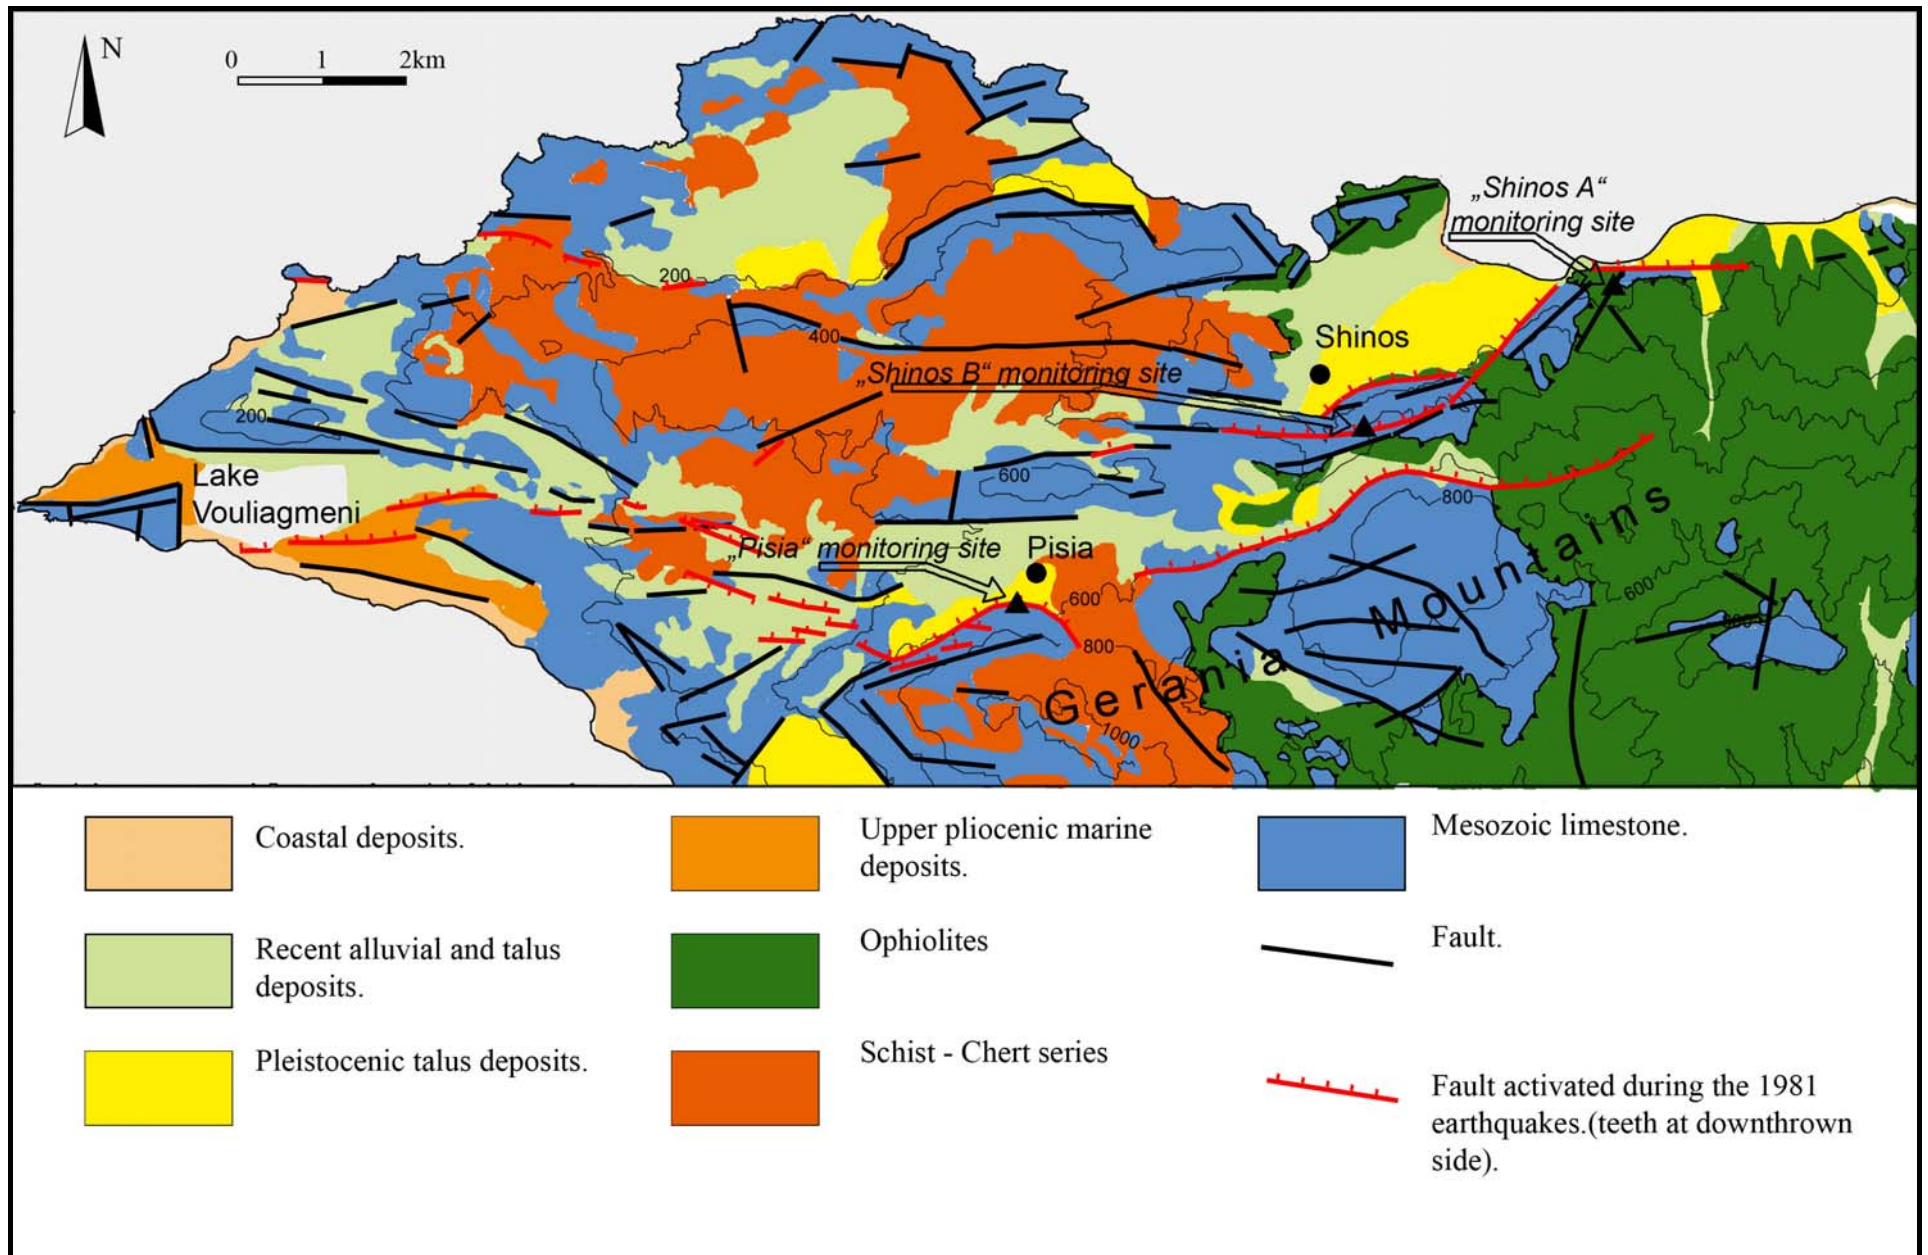 N
0 1 2km
„Shinos A“
monitoring site
200
400
Shinos
„Shinos B“ monitoring site
200
Lake
Vouliagmeni
600
800
„Pisia“ monitoring site
Pisia
600
800
600
Gerania Mountains
1000
Coastal deposits.
Recent alluvial and talus
deposits.
Pleistocenic talus deposits.
Upper pliocenic marine
deposits.
Ophiolites
Schist - Chert series
Mesozoic limestone.
Fault.
Fault activated during the 1981
earthquakes.(teeth at downthrown
side).